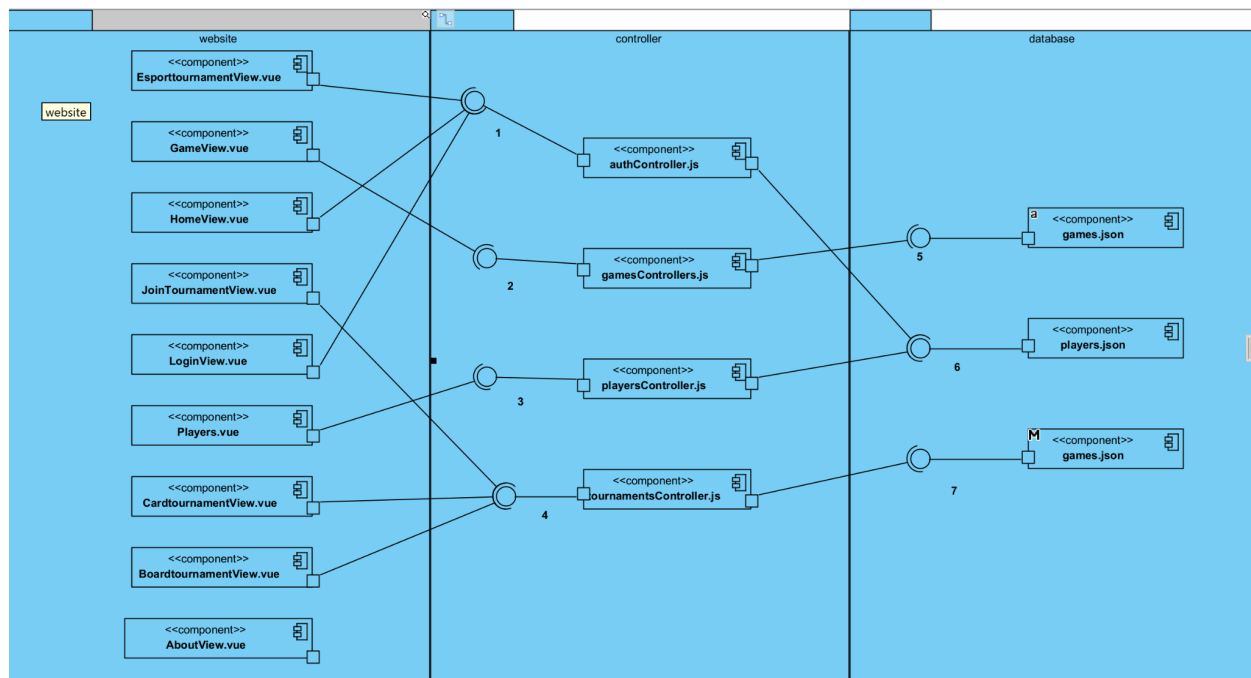 website
controller
database
<<component>>
EsporttournamentView.vue
website
<<component>>
GameView.vue
<<component>>
HomeView.vue
<<component>>
JoinTournamentView.vue
<<component>>
LoginView.vue
<<component>>
Players.vue
<<component>>
CardtournamentView.vue
<<component>>
BoardtournamentView.vue
<<component>>
AboutView.vue
1
2
3
4
<<component>>
authController.js
<<component>>
gamesControllers.js
<<component>>
playersController.js
<<component>>
ournamentsController.js
5
6
7
a
<<component>>
games.json
<<component>>
players.json
M
<<component>>
games.json